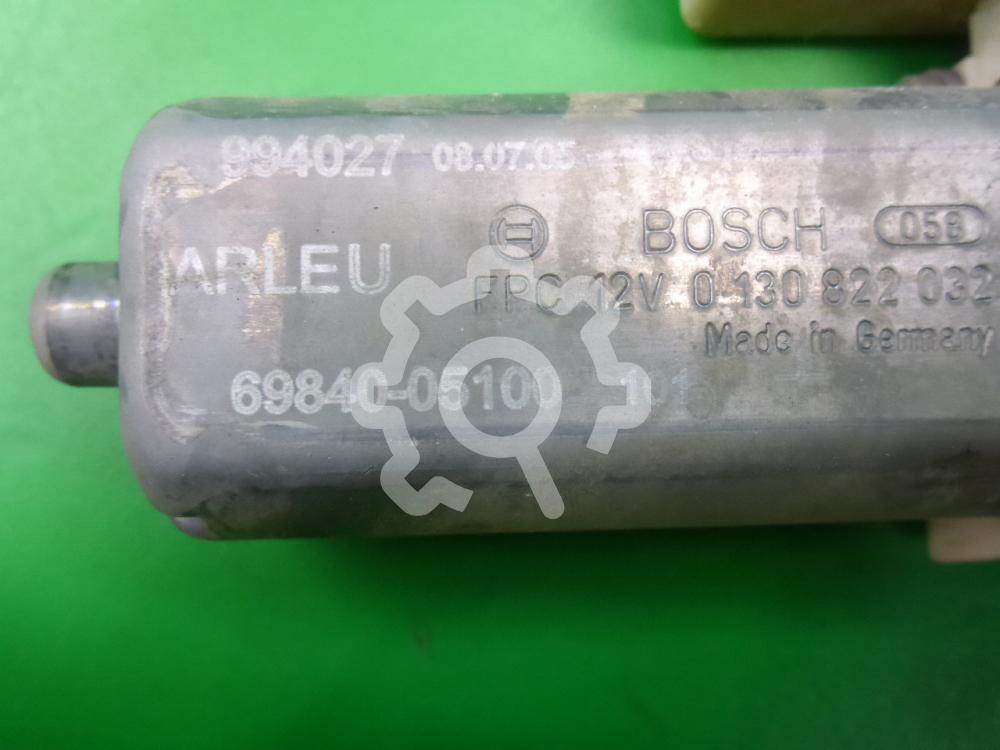 994027 08.07.05
BOSCH 058
ARLEU
FPC 12V 0 130 822 032
Made in Germany
69840-05100 101